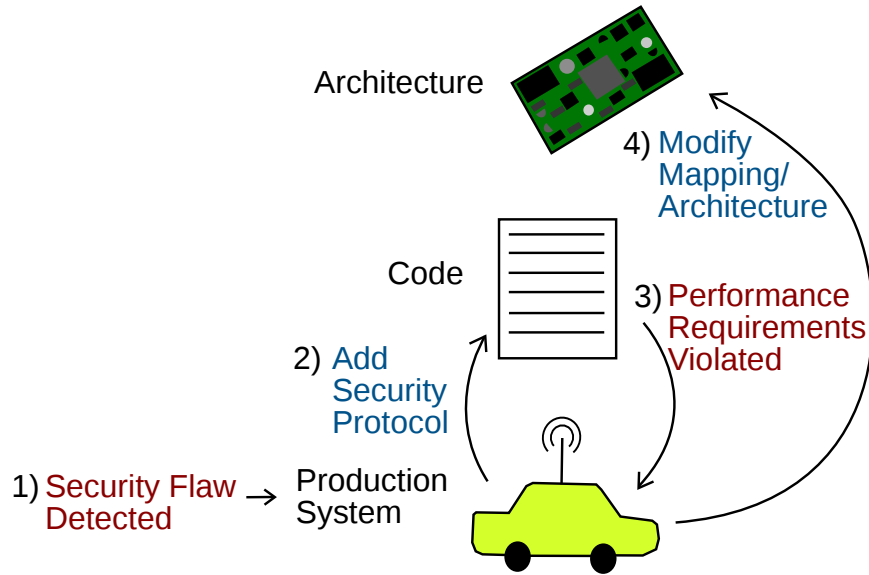 Architecture
4) Modify
Mapping/
Architecture
Code
3) Performance
Requirements
Violated
2) Add
Security
Protocol
1) Security Flaw
Detected
Production
System